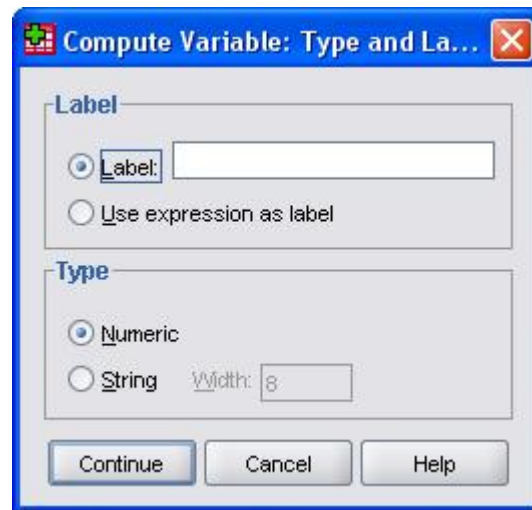 Compute Variable: Type and La...
Label
Label:
Use expression as label
Type
Numeric
String Width: 8
Continue Cancel Help